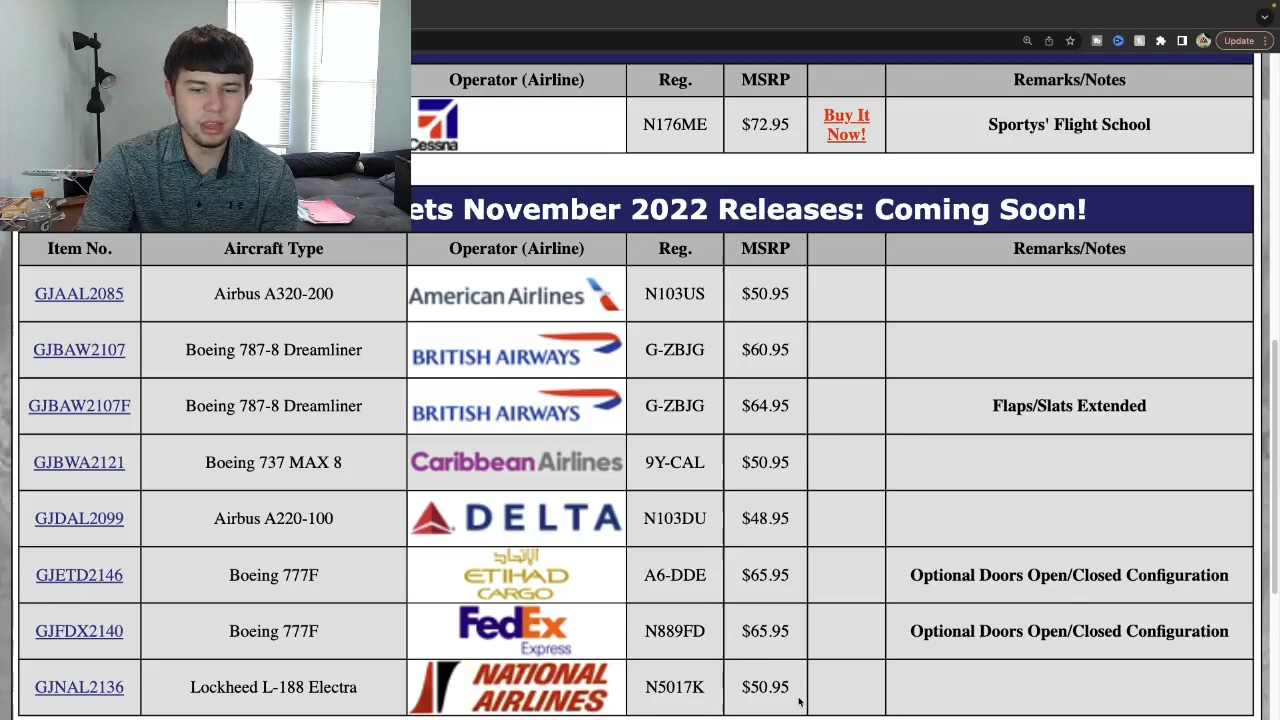 Update
Operator (Airline) Reg. MSRP Remarks/Notes
Cessna N176ME $72.95 Buy It Now! Sportys' Flight School
ets November 2022 Releases: Coming Soon!
Item No. Aircraft Type Operator (Airline) Reg. MSRP Remarks/Notes
GJAAL2085 Airbus A320-200 American Airlines N103US $50.95
GJBAW2107 Boeing 787-8 Dreamliner BRITISH AIRWAYS G-ZBJG $60.95
GJBAW2107F Boeing 787-8 Dreamliner BRITISH AIRWAYS G-ZBJG $64.95 Flaps/Slats Extended
GJBWA2121 Boeing 737 MAX 8 Caribbean Airlines 9Y-CAL $50.95
GJDAL2099 Airbus A220-100 DELTA N103DU $48.95
GJETD2146 Boeing 777F الإتحاد ETIHAD CARGO A6-DDE $65.95 Optional Doors Open/Closed Configuration
GJFDX2140 Boeing 777F FedEx Express N889FD $65.95 Optional Doors Open/Closed Configuration
GJNAL2136 Lockheed L-188 Electra NATIONAL AIRLINES N5017K $50.95